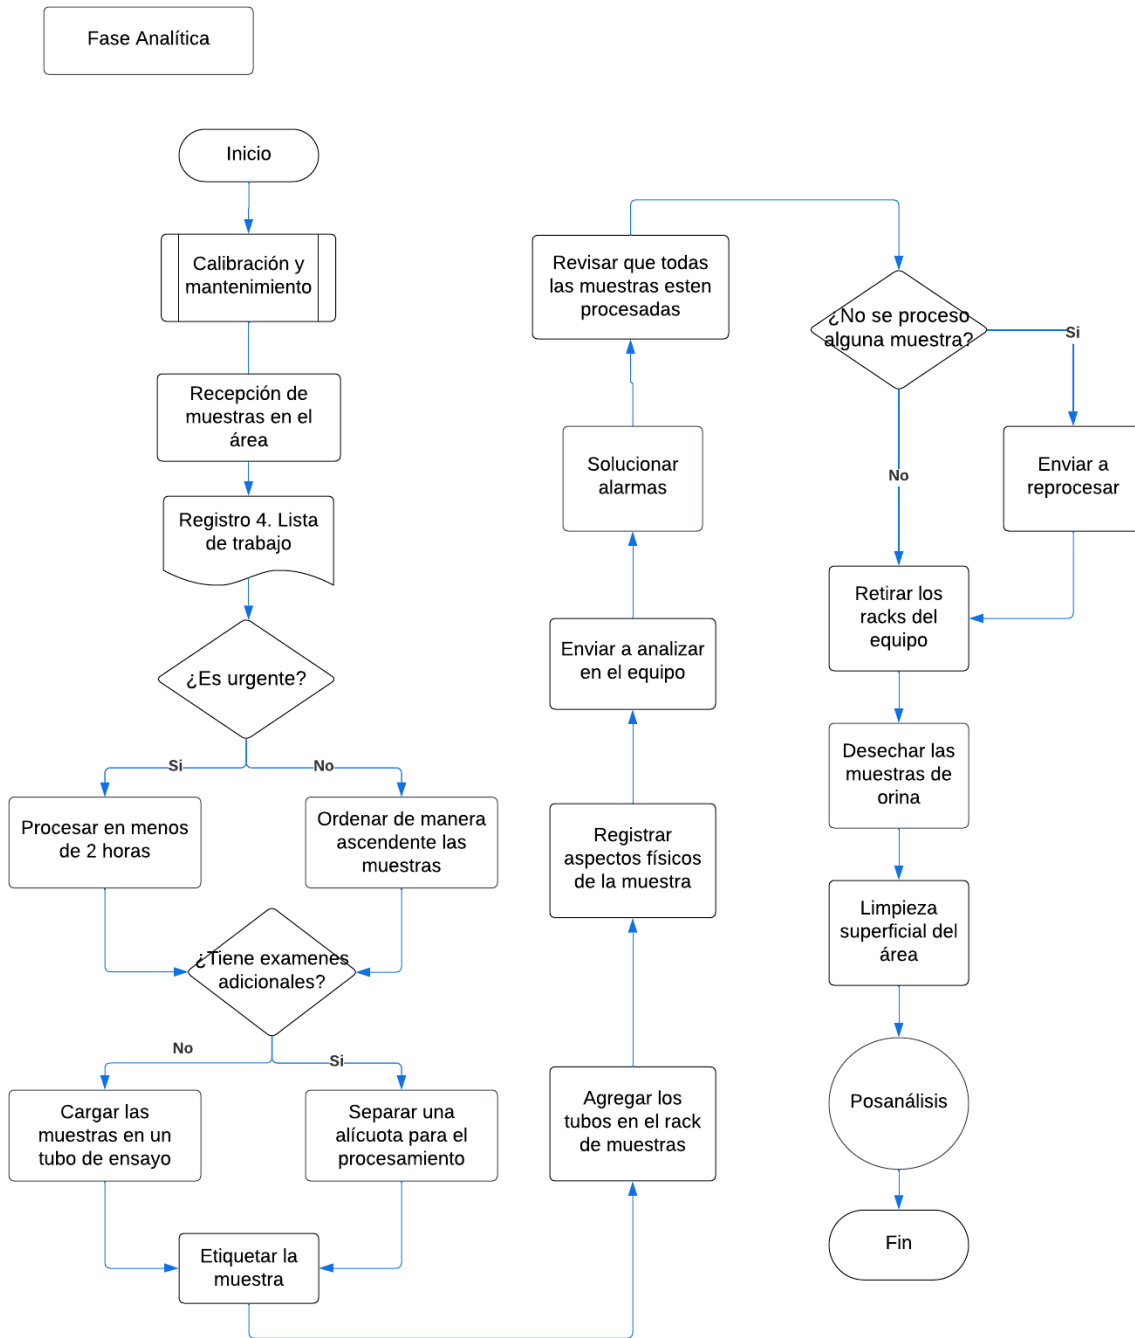 Fase Analítica
Inicio
Calibración y
mantenimiento
Recepción de
muestras en el
área
Registro 4. Lista
de trabajo
¿Es urgente?
Si
No
Procesar en menos
de 2 horas
Ordenar de manera
ascendente las
muestras
¿Tiene examenes
adicionales?
No
Si
Cargar las
muestras en un
tubo de ensayo
Separar una
alícuota para el
procesamiento
Etiquetar la
muestra
Agregar los
tubos en el rack
de muestras
Registrar
aspectos físicos
de la muestra
Enviar a analizar
en el equipo
Solucionar
alarmas
Revisar que todas
las muestras esten
procesadas
¿No se proceso
alguna muestra?
Si
No
Enviar a
reprocesar
Retirar los
racks del
equipo
Desechar las
muestras de
orina
Limpieza
superficial del
área
Posanálisis
Fin